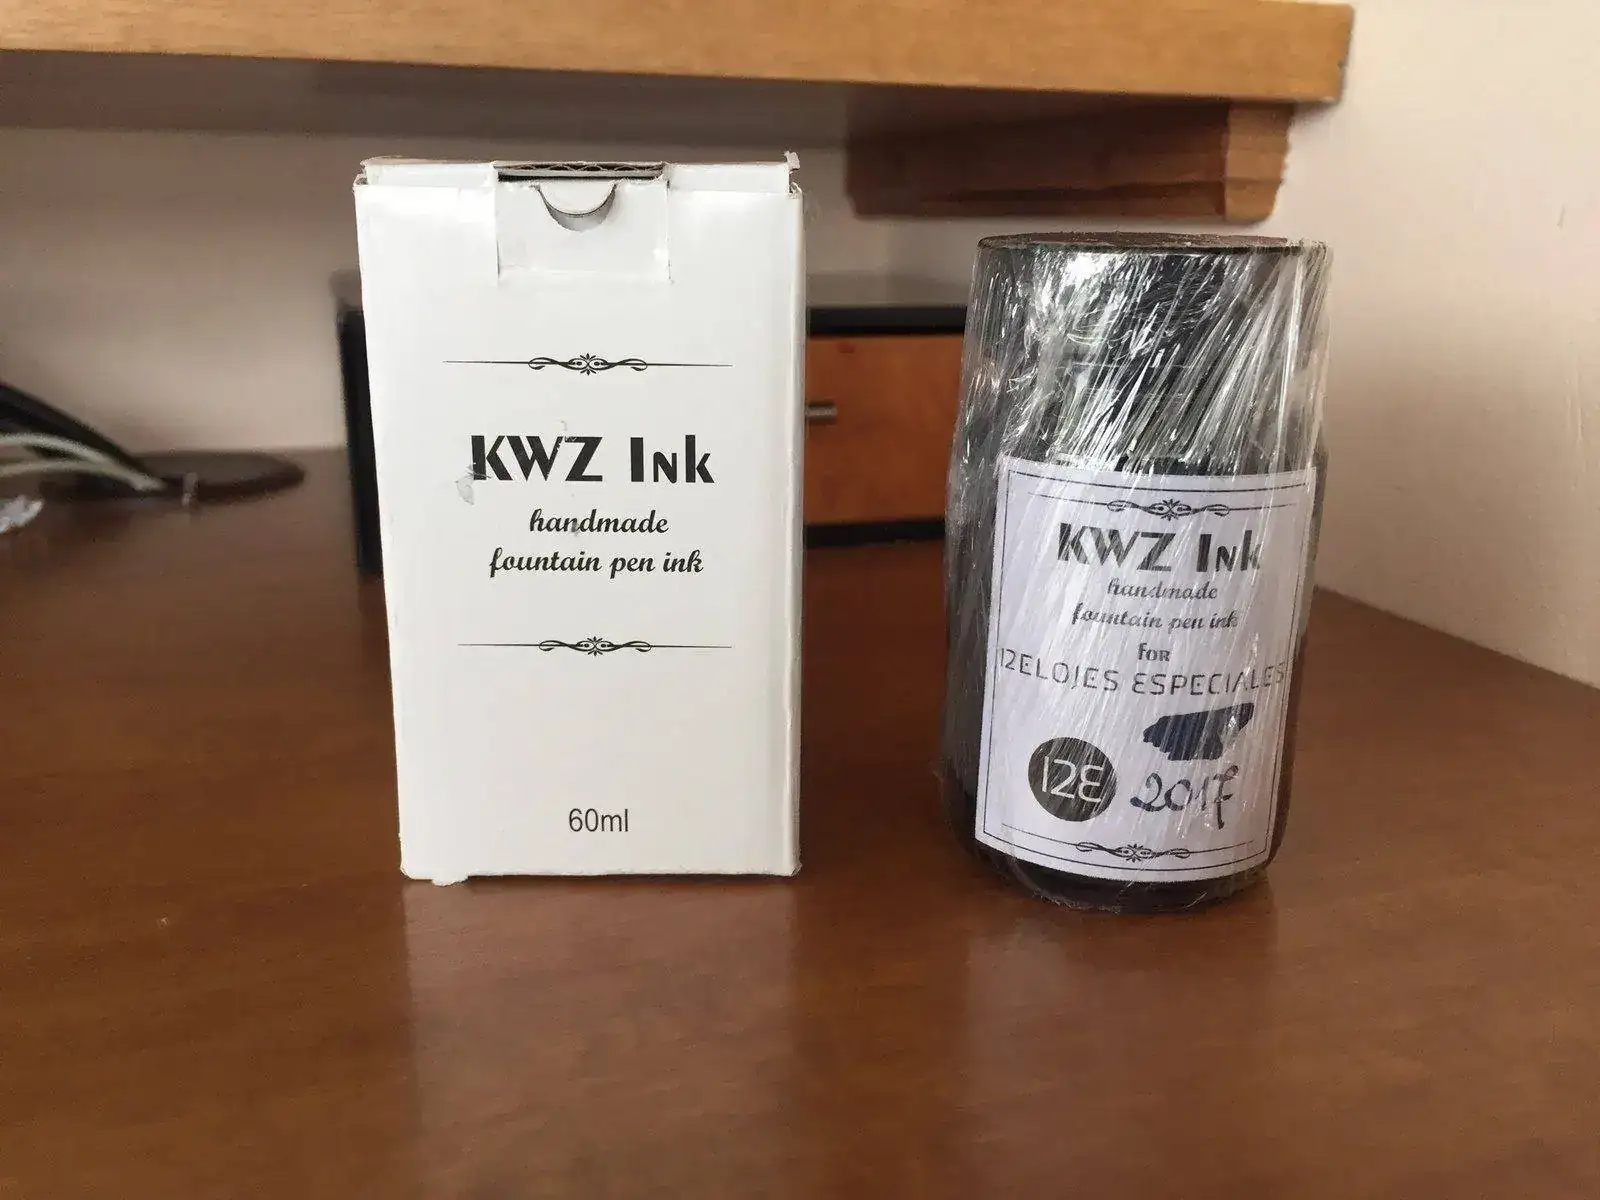 KWZ Ink
handmade
fountain pen ink
60ml
KWZ Ink
handmade
fountain pen ink
for
12ELOJES ESPECIALES
12E
2017